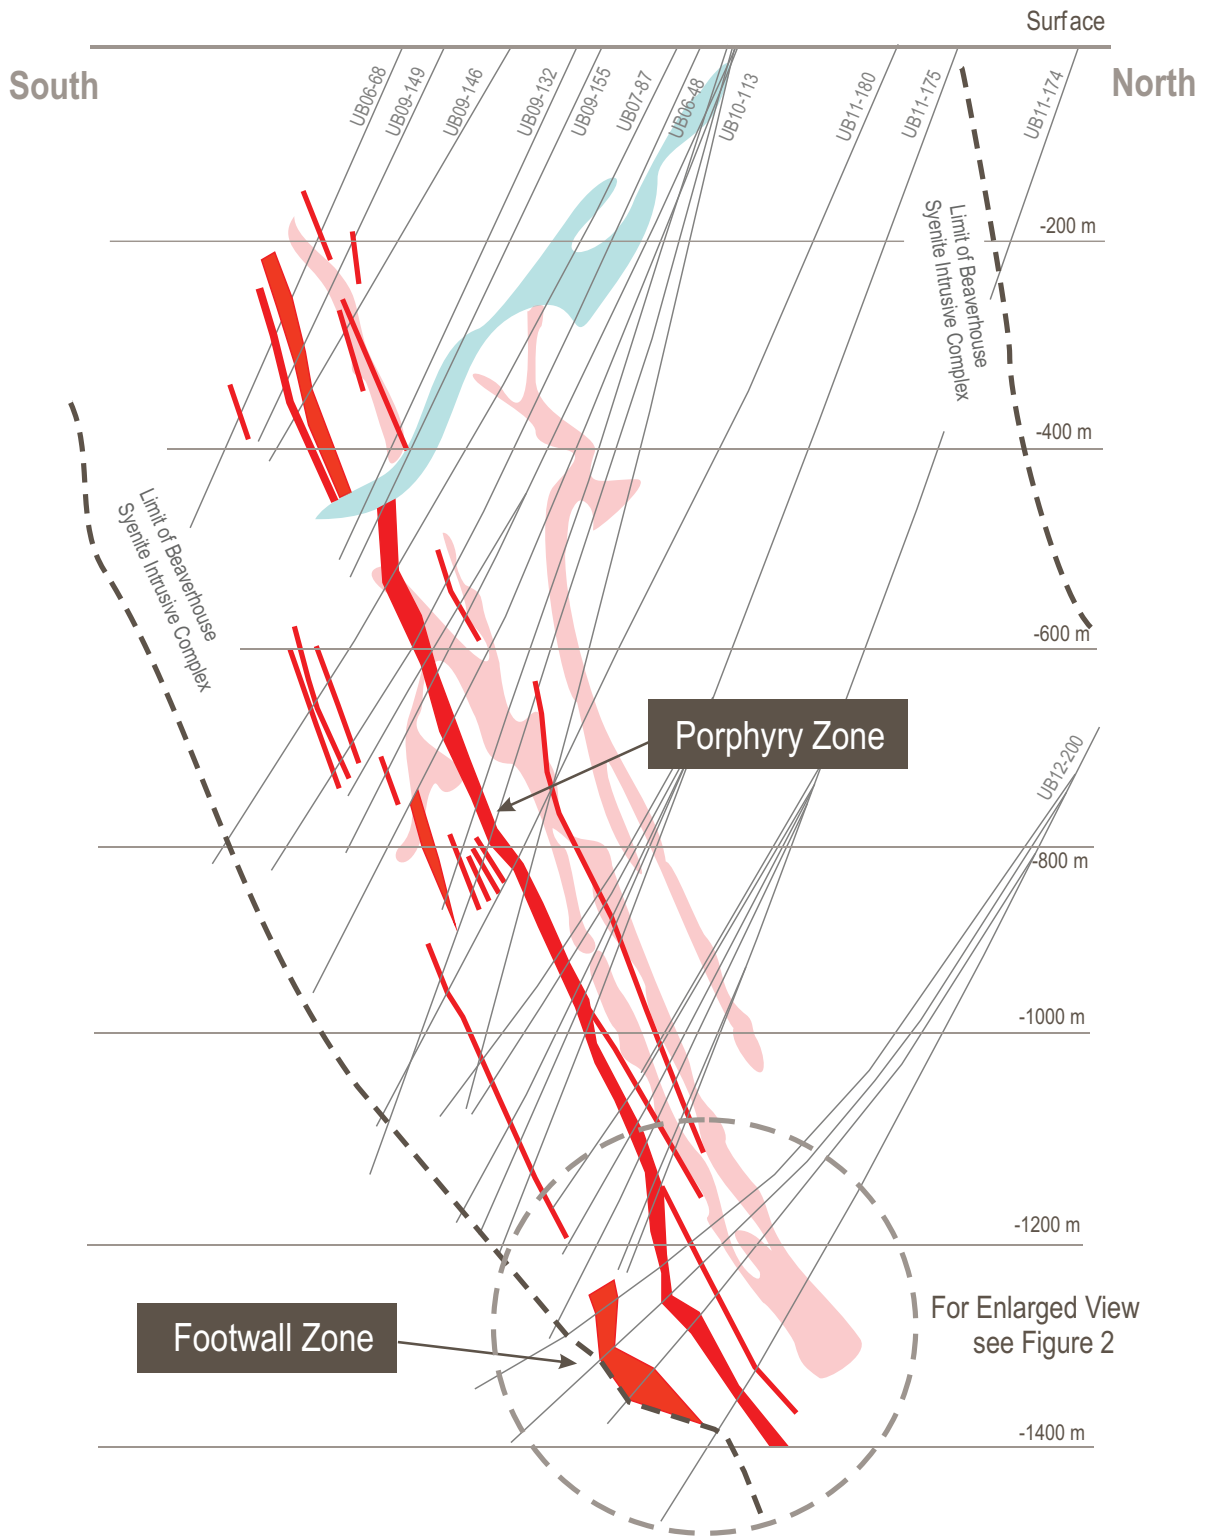 Surface
South
North
UB06-68
UB09-149
UB09-146
UB09-132
UB09-155
UB07-87
UB06-48
UB10-113
UB11-180
UB11-175
UB11-174
-200 m
Limit of Beaverhouse
Syenite Intrusive Complex
-400 m
Limit of Beaverhouse
Syenite Intrusive Complex
-600 m
Porphyry Zone
UB12-200
-800 m
-1000 m
-1200 m
For Enlarged View
see Figure 2
Footwall Zone
-1400 m